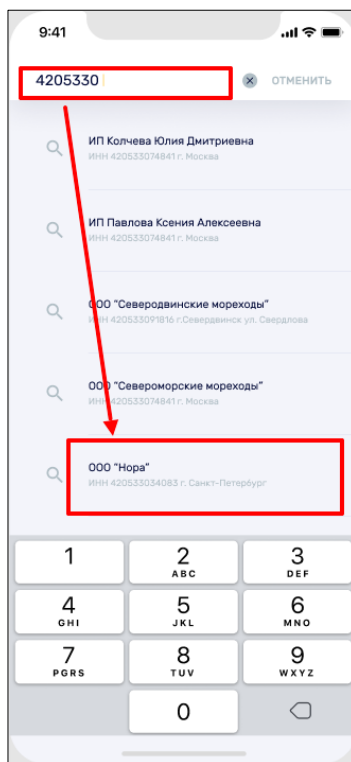 9:41
4205330
ОТМЕНИТЬ
ИП Колчева Юлия Дмитриевна
ИНН 420533074841 г. Москва
ИП Павлова Ксения Алексеевна
ИНН 420533074841 г. Москва
ООО "Северодвинские мореходы"
ИНН 420533091816 г.Севердвинск ул. Свердлова
ООО "Североморские мореходы"
ИНН 420533074841 г. Москва
ООО "Нора"
ИНН 420533034083 г. Санкт-Петербург
1 2 3
ABC DEF
4 5 6
GHI JKL MNO
7 8 9
PGRS TUV WXYZ
0